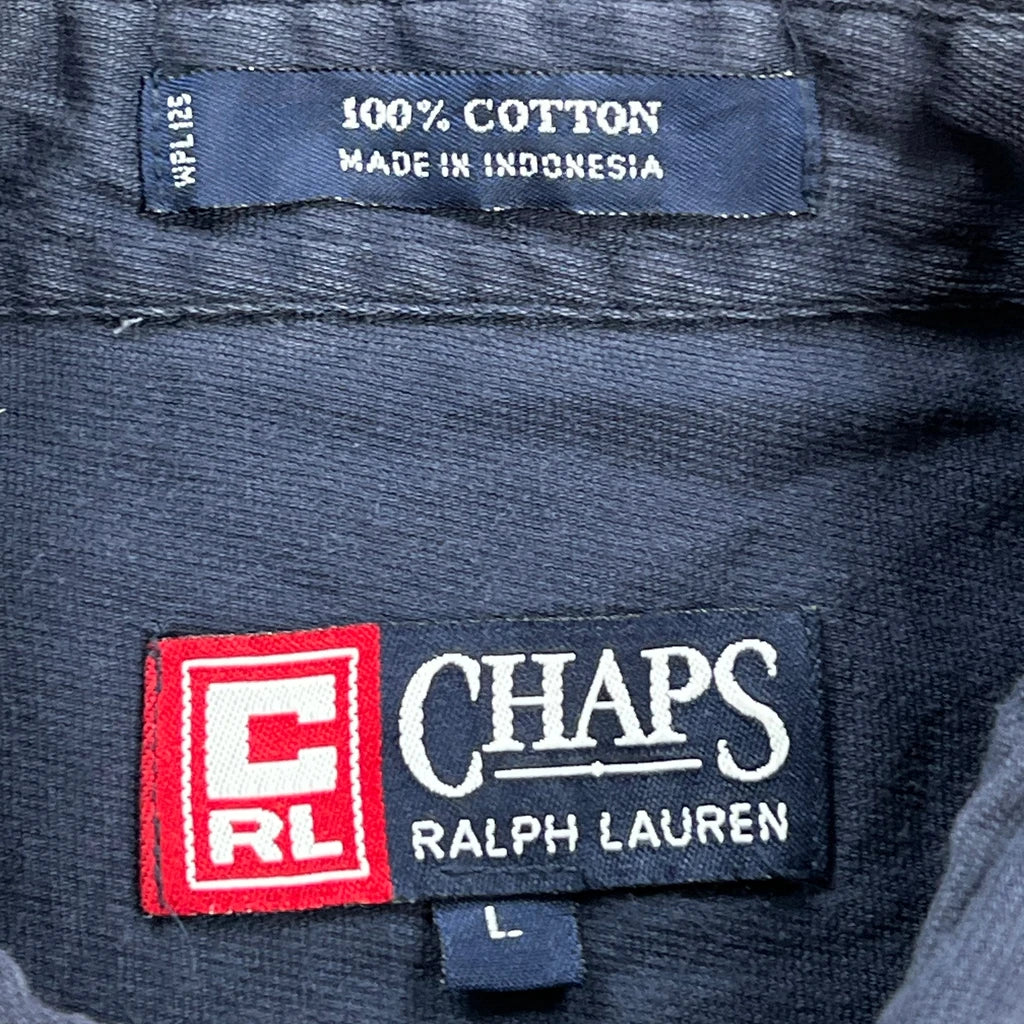 WPL125
100% COTTON
MADE IN INDONESIA
C
RL
CHAPS
RALPH LAUREN
L